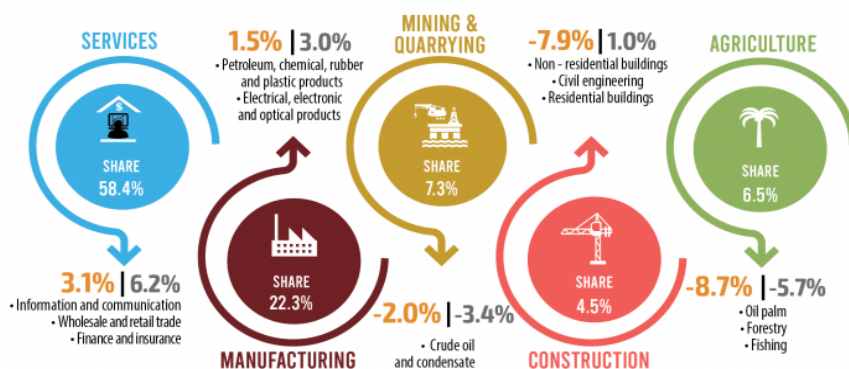 SERVICES
$
SHARE
58.4%
3.1% | 6.2%
• Information and communication
• Wholesale and retail trade
• Finance and insurance
1.5% | 3.0%
• Petroleum, chemical, rubber
and plastic products
• Electrical, electronic
and optical products
SHARE
22.3%
MANUFACTURING
MINING &
QUARRYING
SHARE
7.3%
-2.0% | -3.4%
• Crude oil
and condensate
-7.9% | 1.0%
• Non - residential buildings
• Civil engineering
• Residential buildings
SHARE
4.5%
CONSTRUCTION
AGRICULTURE
SHARE
6.5%
-8.7% | -5.7%
• Oil palm
• Forestry
• Fishing